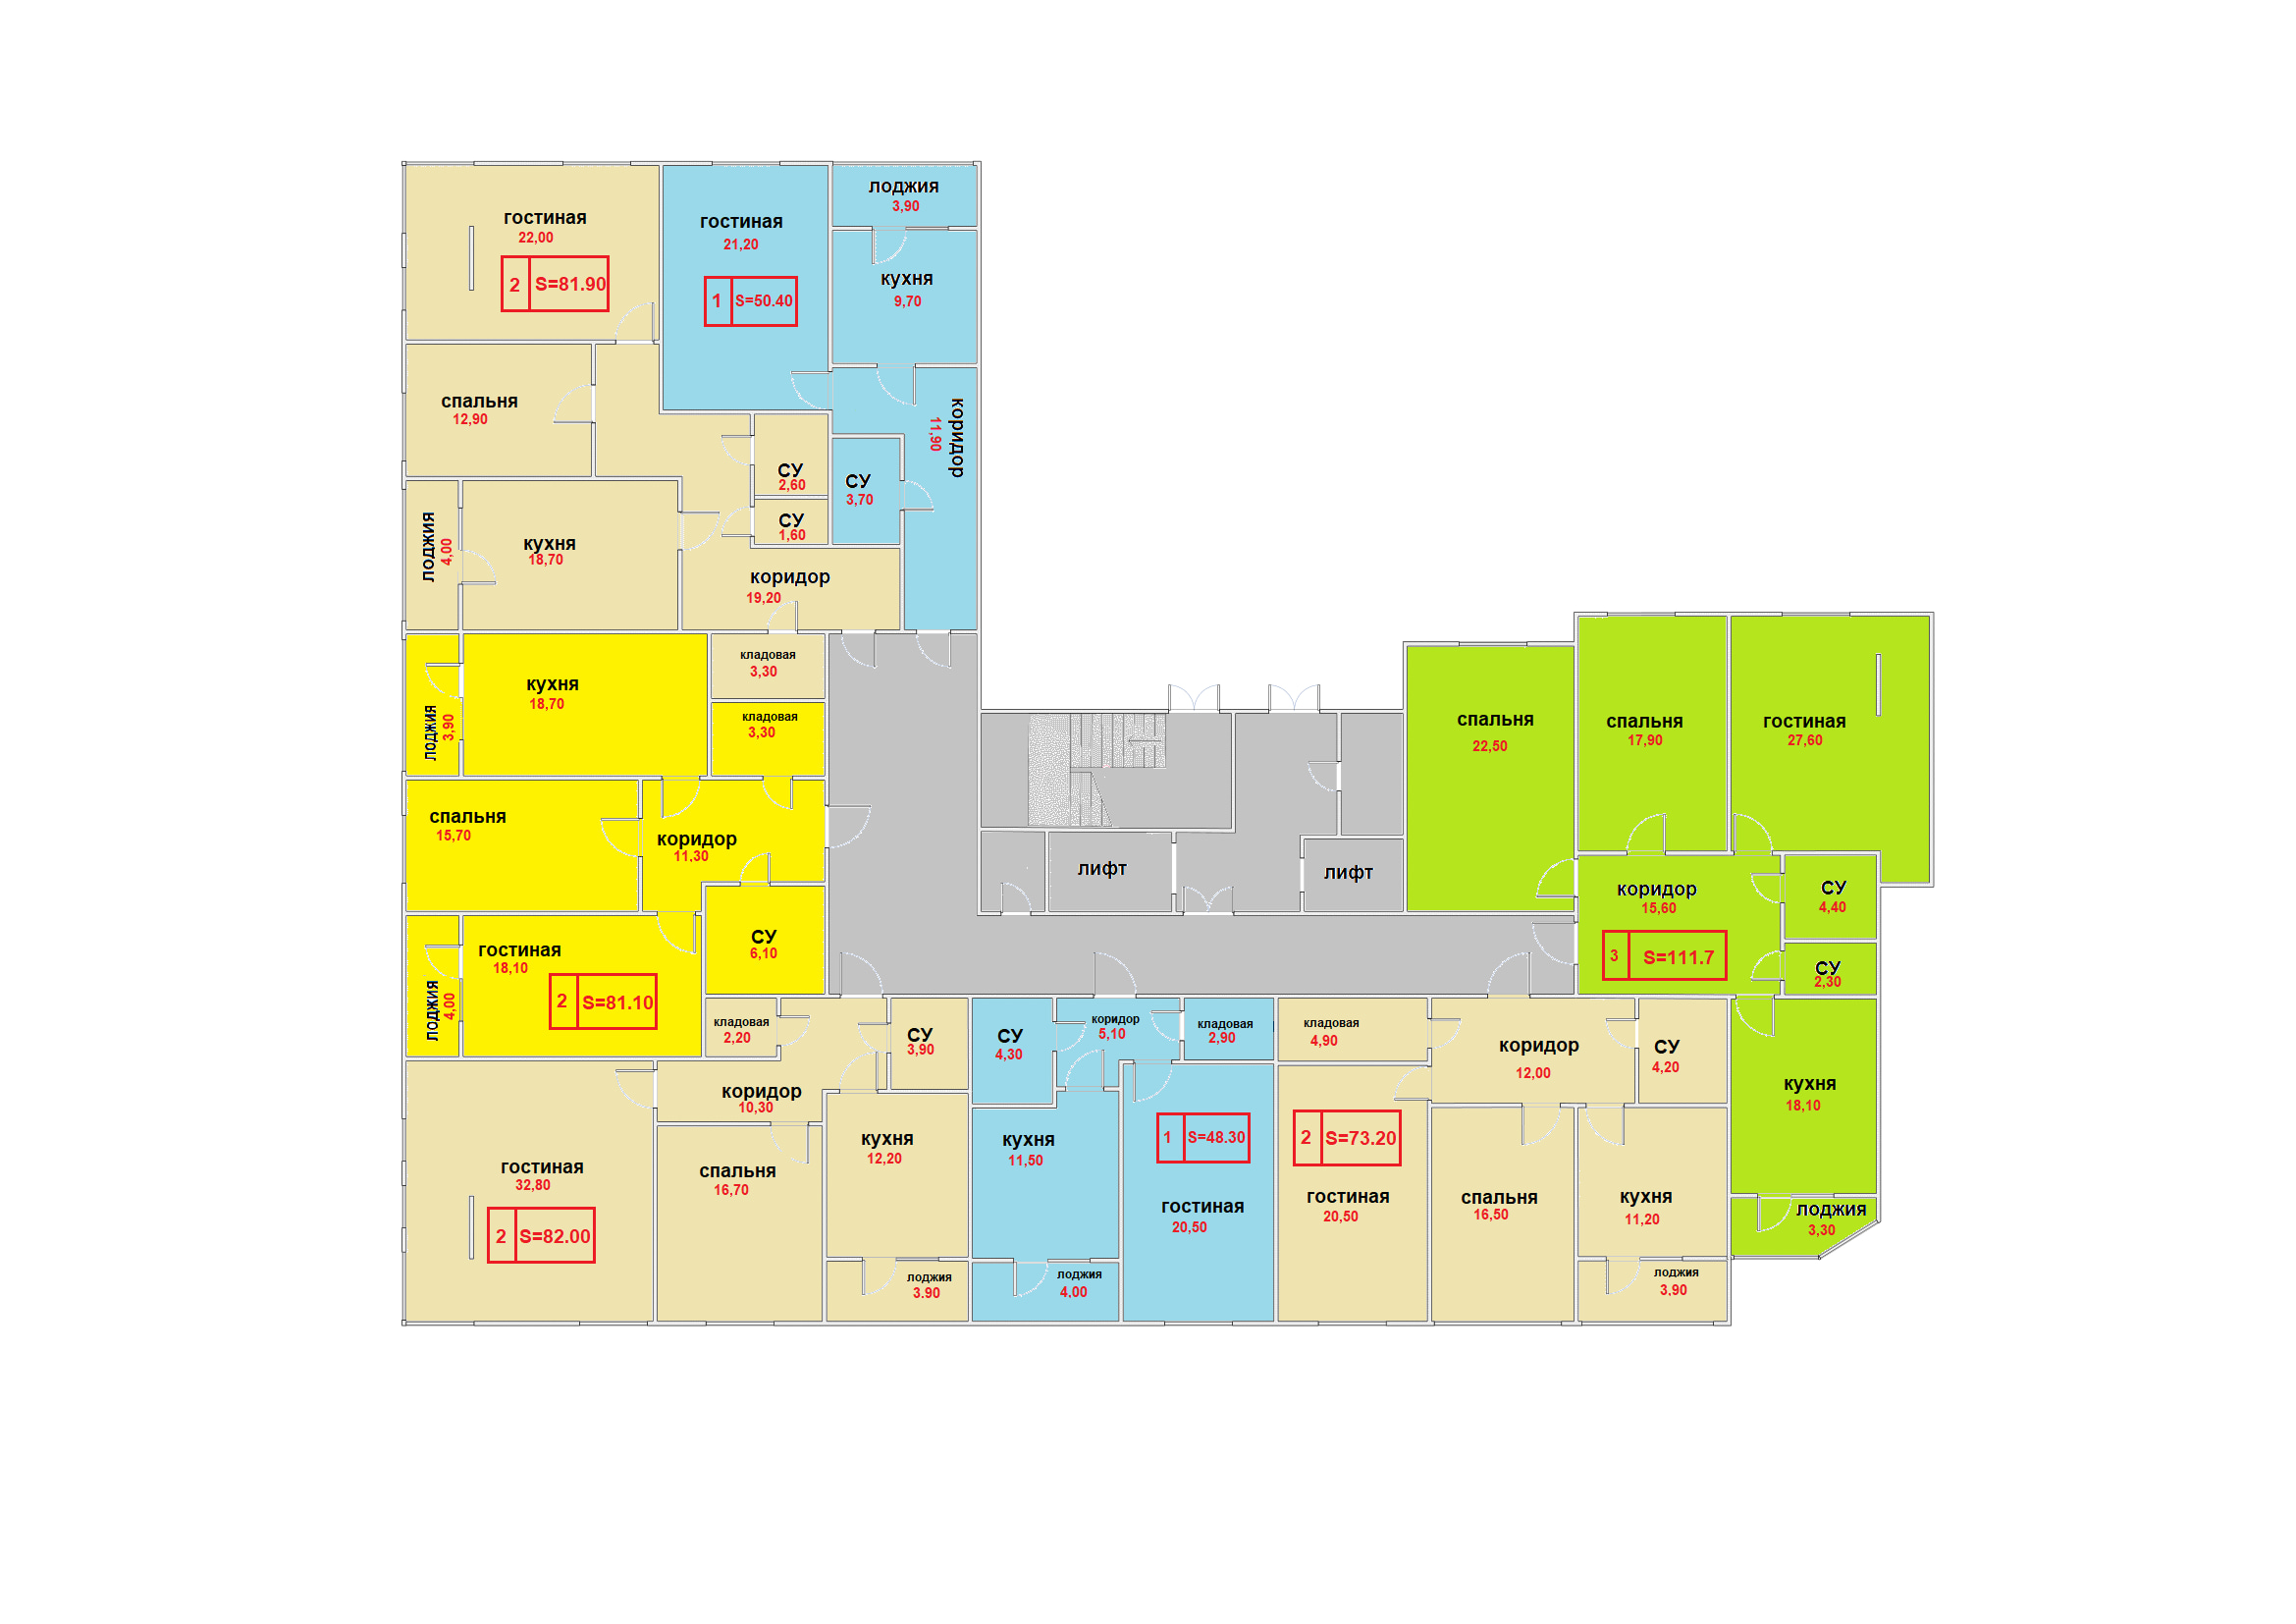 гостиная
22,00
2 S=81.90
гостиная
21,20
1 S=50.40
лоджия
3,90
кухня
9,70
спальня
12,90
коридор
11,90
СУ
2,60
СУ
3,70
СУ
1,60
лоджия
4,00
кухня
18,70
коридор
19,20
кладовая
3,30
кухня
18,70
лоджия
3,90
кладовая
3,30
спальня
15,70
коридор
11,30
гостиная
18,10
2 S=81.10
лоджия
4,00
СУ
6,10
лифт
лифт
спальня
22,50
спальня
17,90
гостиная
27,60
коридор
15,60
3 S=111.7
СУ
4,40
СУ
2,30
кухня
18,10
лоджия
3,30
кладовая
2,20
СУ
3,90
коридор
10,30
гостиная
32,80
2 S=82.00
спальня
16,70
кухня
12,20
лоджия
3.90
СУ
4,30
коридор
5,10
кладовая
2,90
кухня
11,50
лоджия
4,00
1 S=48.30
гостиная
20,50
кладовая
4,90
2 S=73.20
гостиная
20,50
коридор
12,00
СУ
4,20
спальня
16,50
кухня
11,20
лоджия
3,90